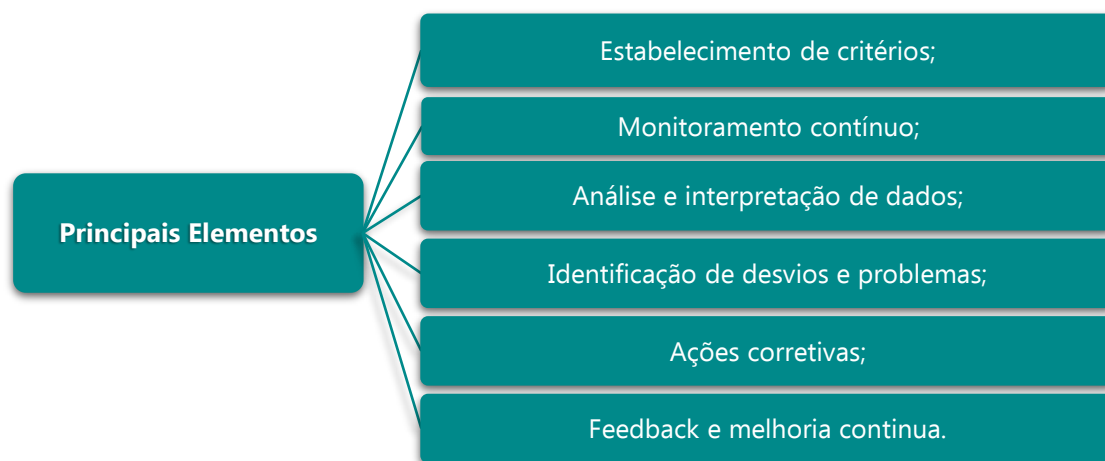 Principais Elementos
Estabelecimento de critérios;
Monitoramento contínuo;
Análise e interpretação de dados;
Identificação de desvios e problemas;
Ações corretivas;
Feedback e melhoria continua.